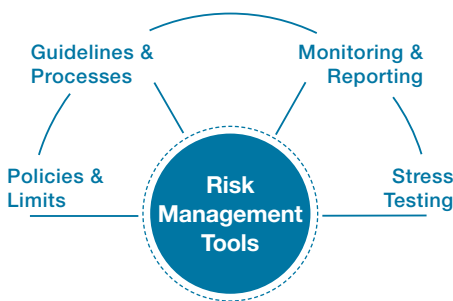 Guidelines &
Processes
Monitoring &
Reporting
Policies &
Limits
Risk
Management
Tools
Stress
Testing